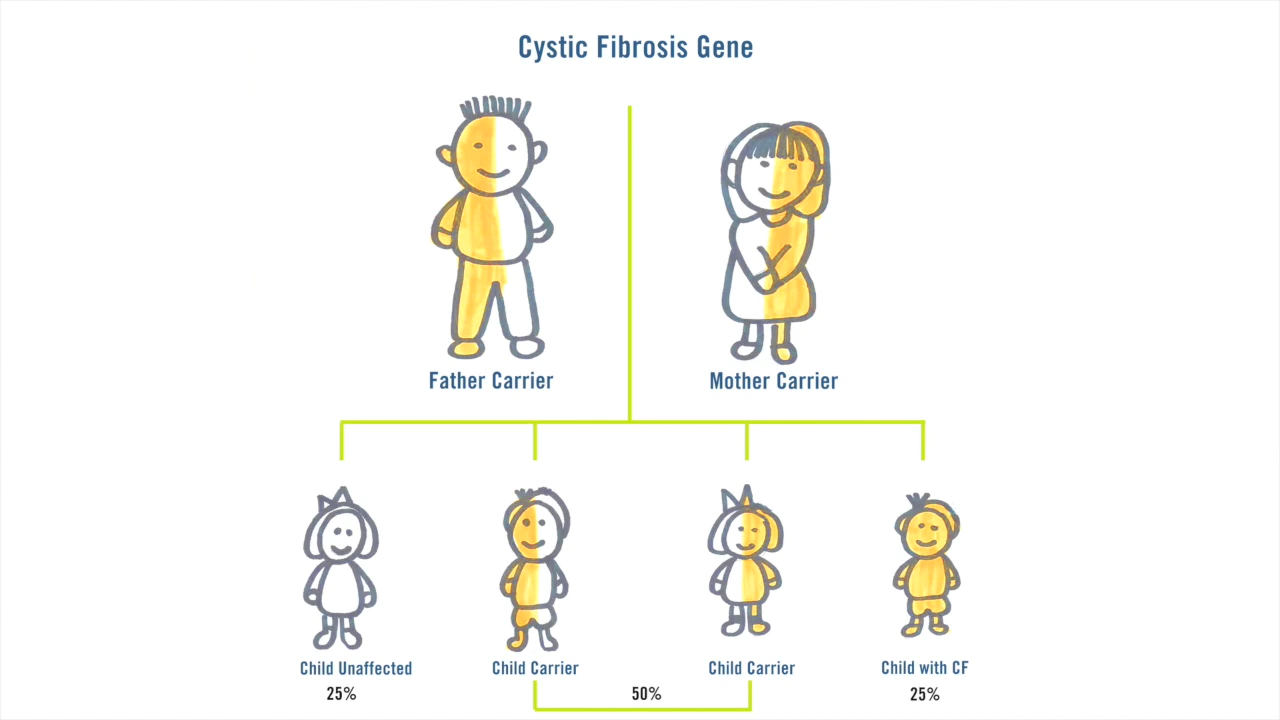 Cystic Fibrosis Gene
Father Carrier
Mother Carrier
Child Unaffected
Child Carrier
Child Carrier
Child with CF
25%
50%
25%